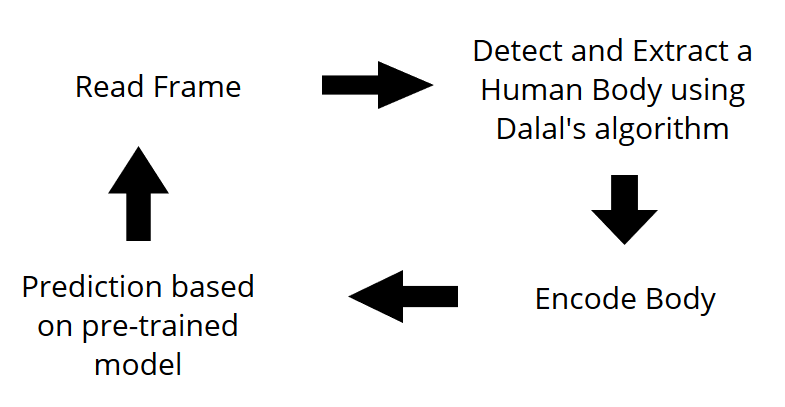 Read Frame
Detect and Extract a
Human Body using
Dalal's algorithm
Encode Body
Prediction based
on pre-trained
model